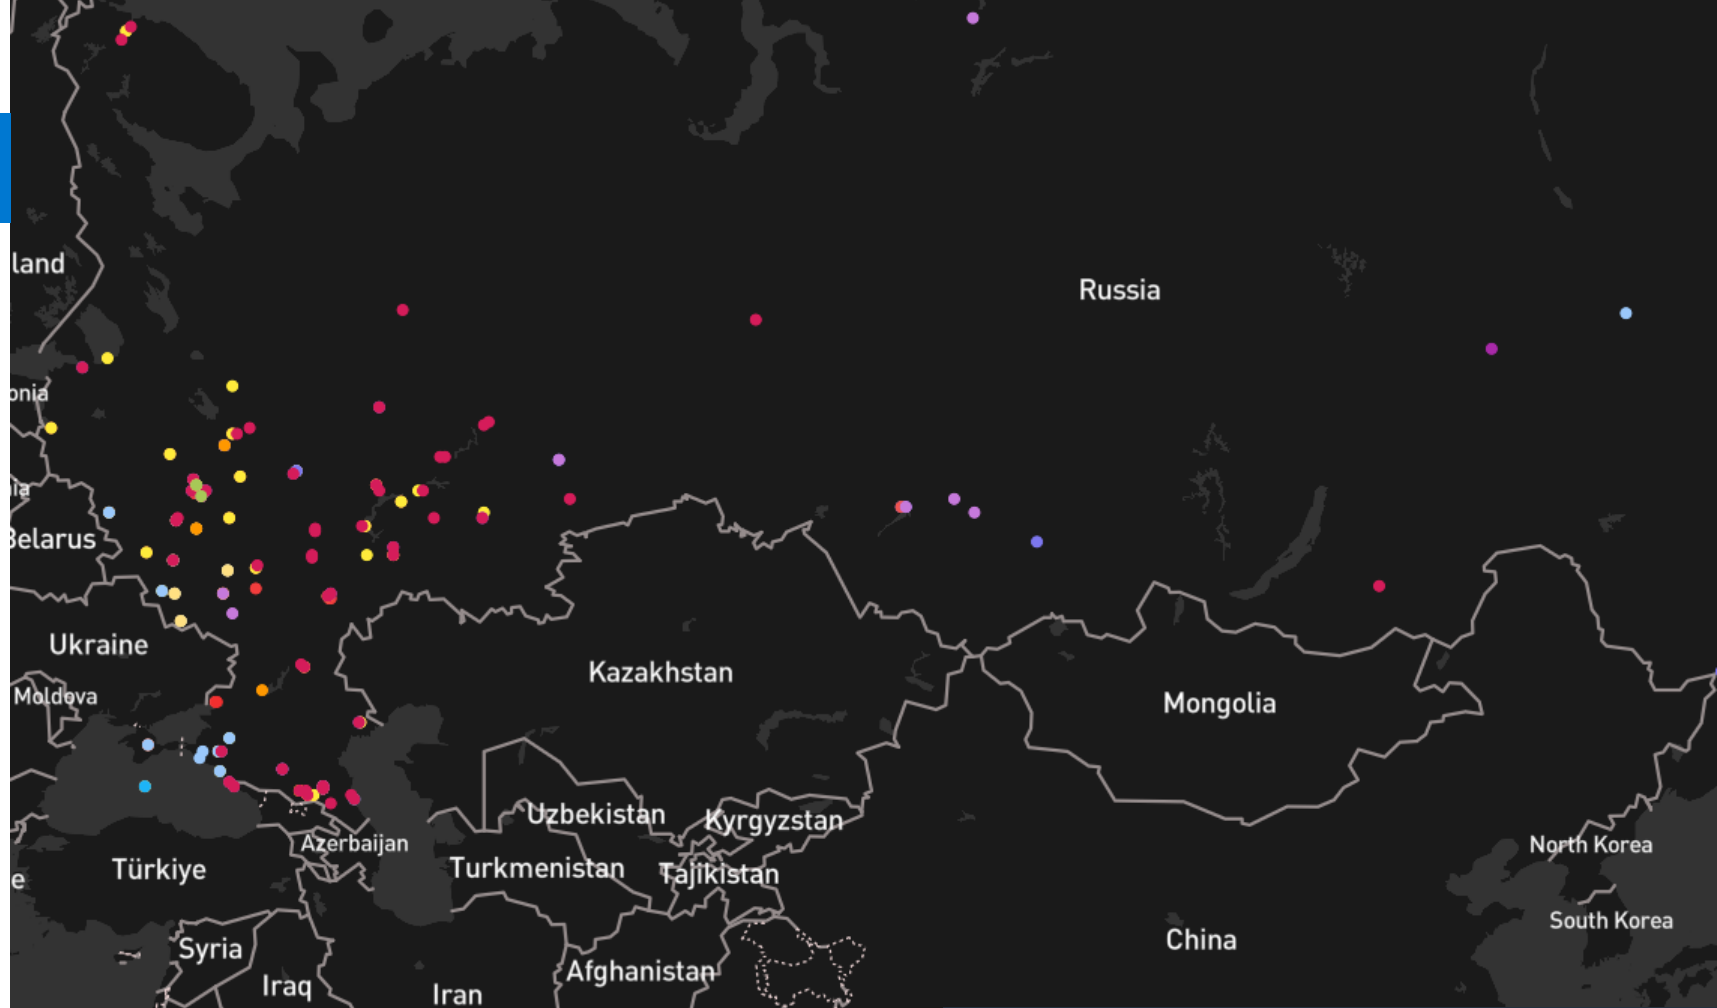 land
Russia
onia
ia
Belarus
Ukraine
Kazakhstan
Moldova
Mongolia
Uzbekistan
Kyrgyzstan
Azerbaijan
North Korea
Türkiye
Turkmenistan
Tajikistan
e
South Korea
China
Syria
Afghanistan
Iraq
Iran